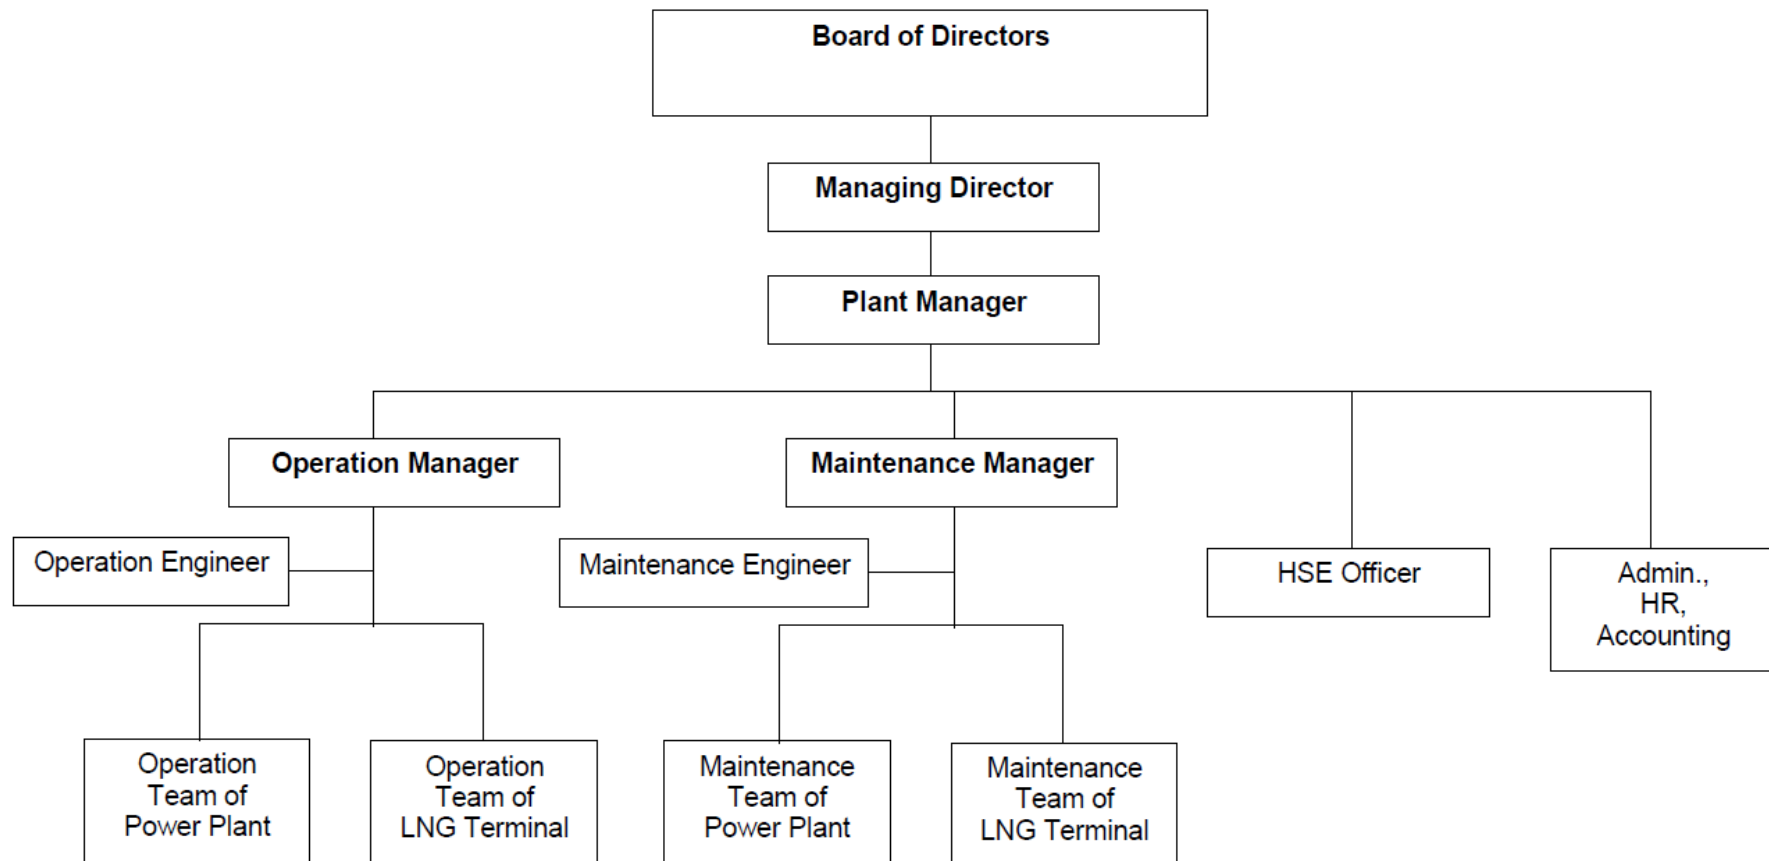 Board of Directors
Managing Director
Plant Manager
Operation Manager
Maintenance Manager
Operation Engineer
Maintenance Engineer
HSE Officer
Admin.,
HR,
Accounting
Operation
Team of
Power Plant
Operation
Team of
LNG Terminal
Maintenance
Team of
Power Plant
Maintenance
Team of
LNG Terminal